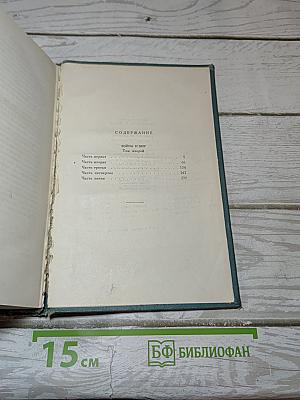 СОДЕРЖАНИЕ
ВОЙНА И МИР
Том второй
Часть первая
Часть вторая
Часть третья
Часть четвертая
Часть пятая
15 см
БФ БИБЛИОФАН